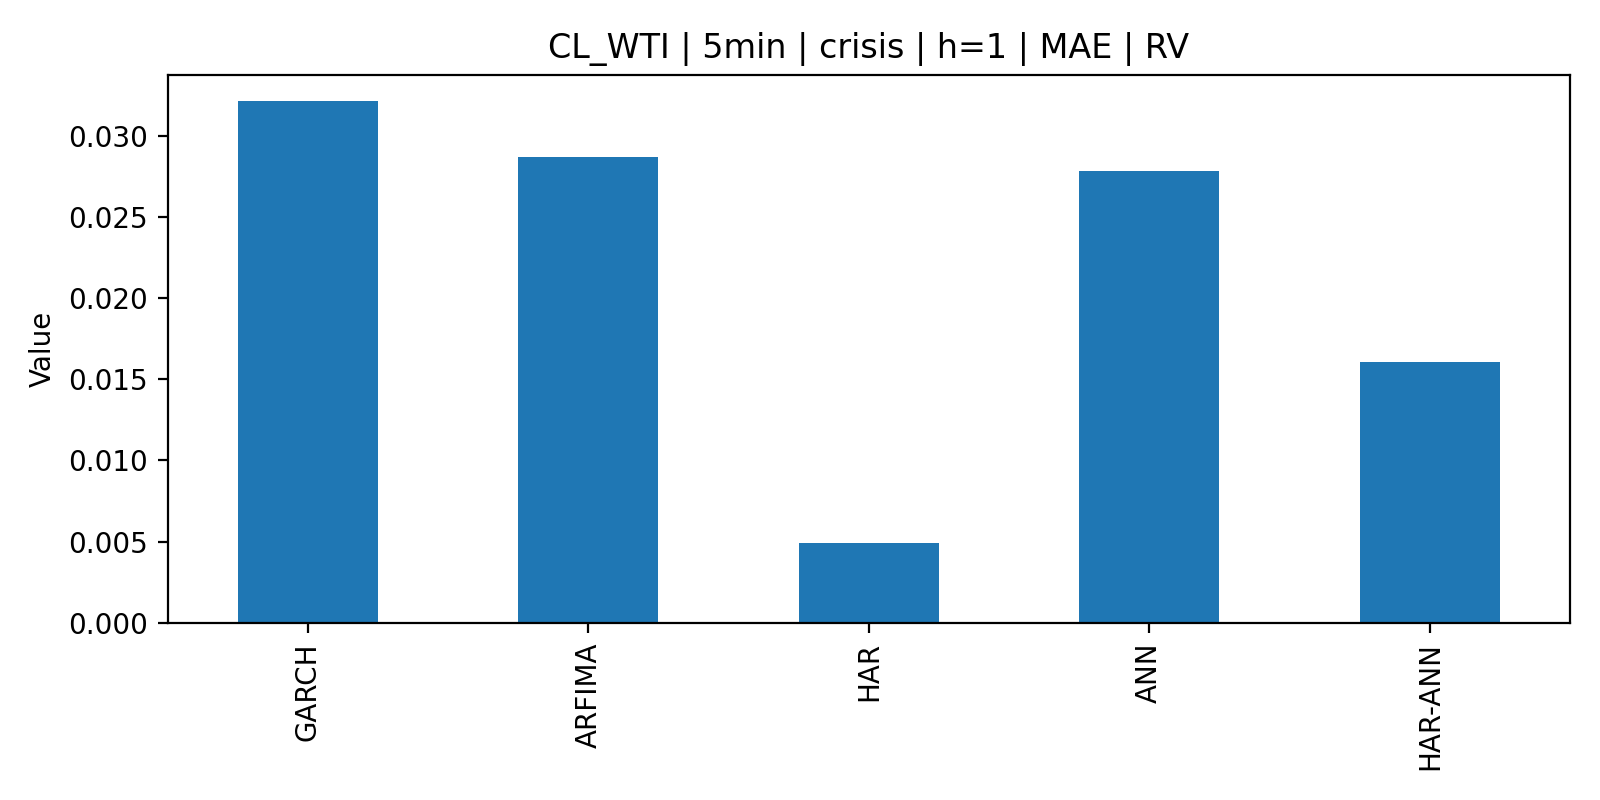 CL_WTI | 5min | crisis | h=1 | MAE | RV
Value
0.030
0.025
0.020
0.015
0.010
0.005
0.000
GARCH
ARFIMA
HAR
ANN
HAR-ANN